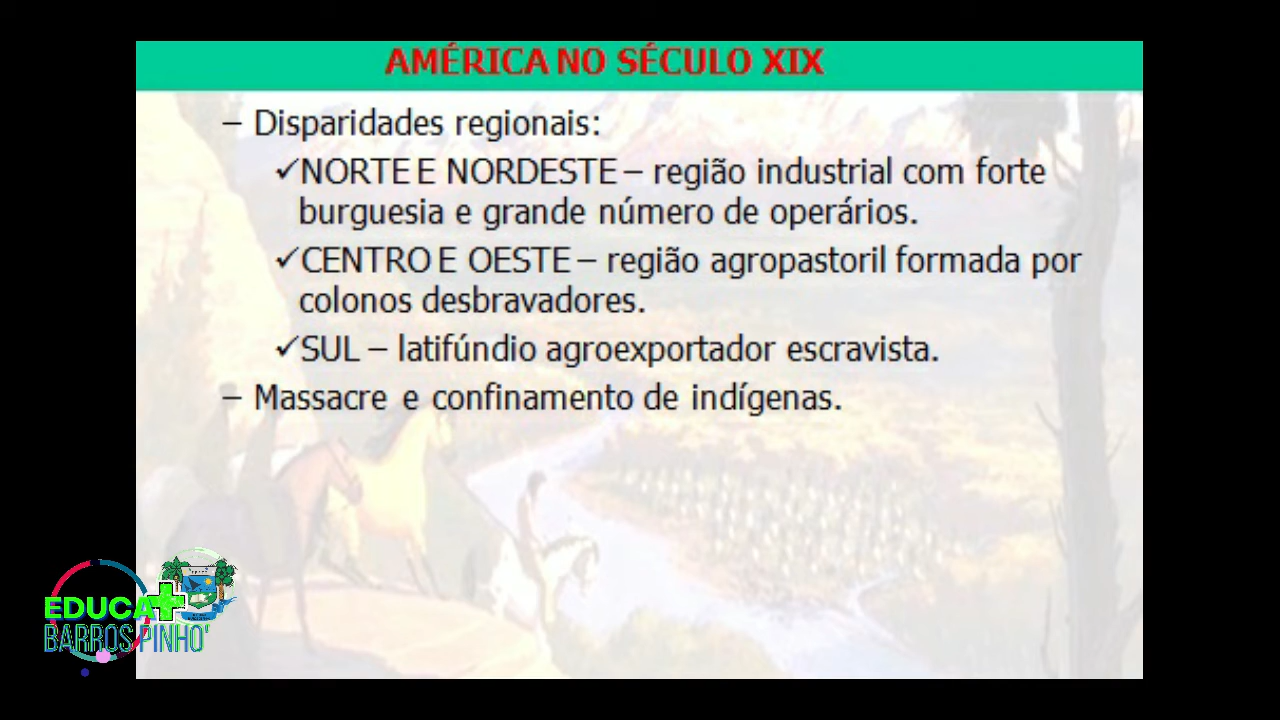 AMÉRICA NO SÉCULO XIX
– Disparidades regionais:
✓NORTE E NORDESTE – região industrial com forte
burguesia e grande número de operários.
✓CENTRO E OESTE – região agropastoril formada por
colonos desbravadores.
✓SUL – latifúndio agroexportador escravista.
– Massacre e confinamento de indígenas.
EDUCA+
BARROS PINHO'